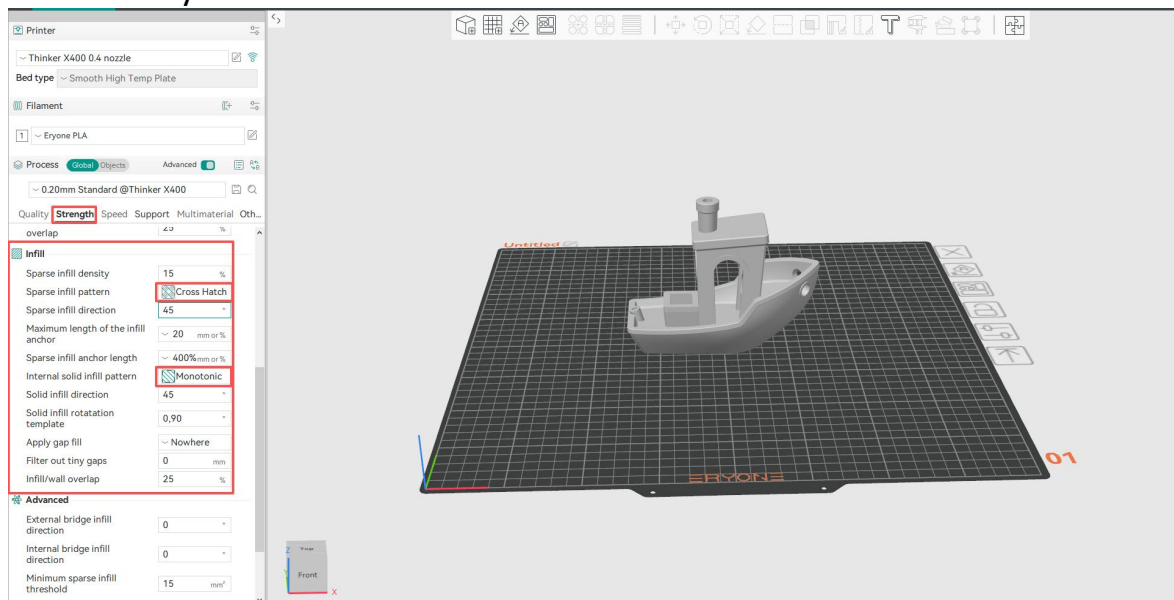 Printer
Thinker X400 0.4 nozzle
Bed type Smooth High Temp Plate
Filament
1 Eryone PLA
Process Global Objects Advanced
0.20mm Standard @Thinker X400
Quality Strength Speed Support Multimaterial Oth...
overlap 25 %
Infill
Sparse infill density 15 %
Sparse infill pattern Cross Hatch
Sparse infill direction 45 °
Maximum length of the infill
anchor 20 mm or %
Sparse infill anchor length 400% mm or %
Internal solid infill pattern Monotonic
Solid infill direction 45 °
Solid infill rotatation
template 0,90 °
Apply gap fill Nowhere
Filter out tiny gaps 0 mm
Infill/wall overlap 25 %
Advanced
External bridge infill
direction 0 °
Internal bridge infill
direction 0 °
Minimum sparse infill
threshold 15 mm²
Untitled
01
ERYONE
Z
Top
Y
Front
X